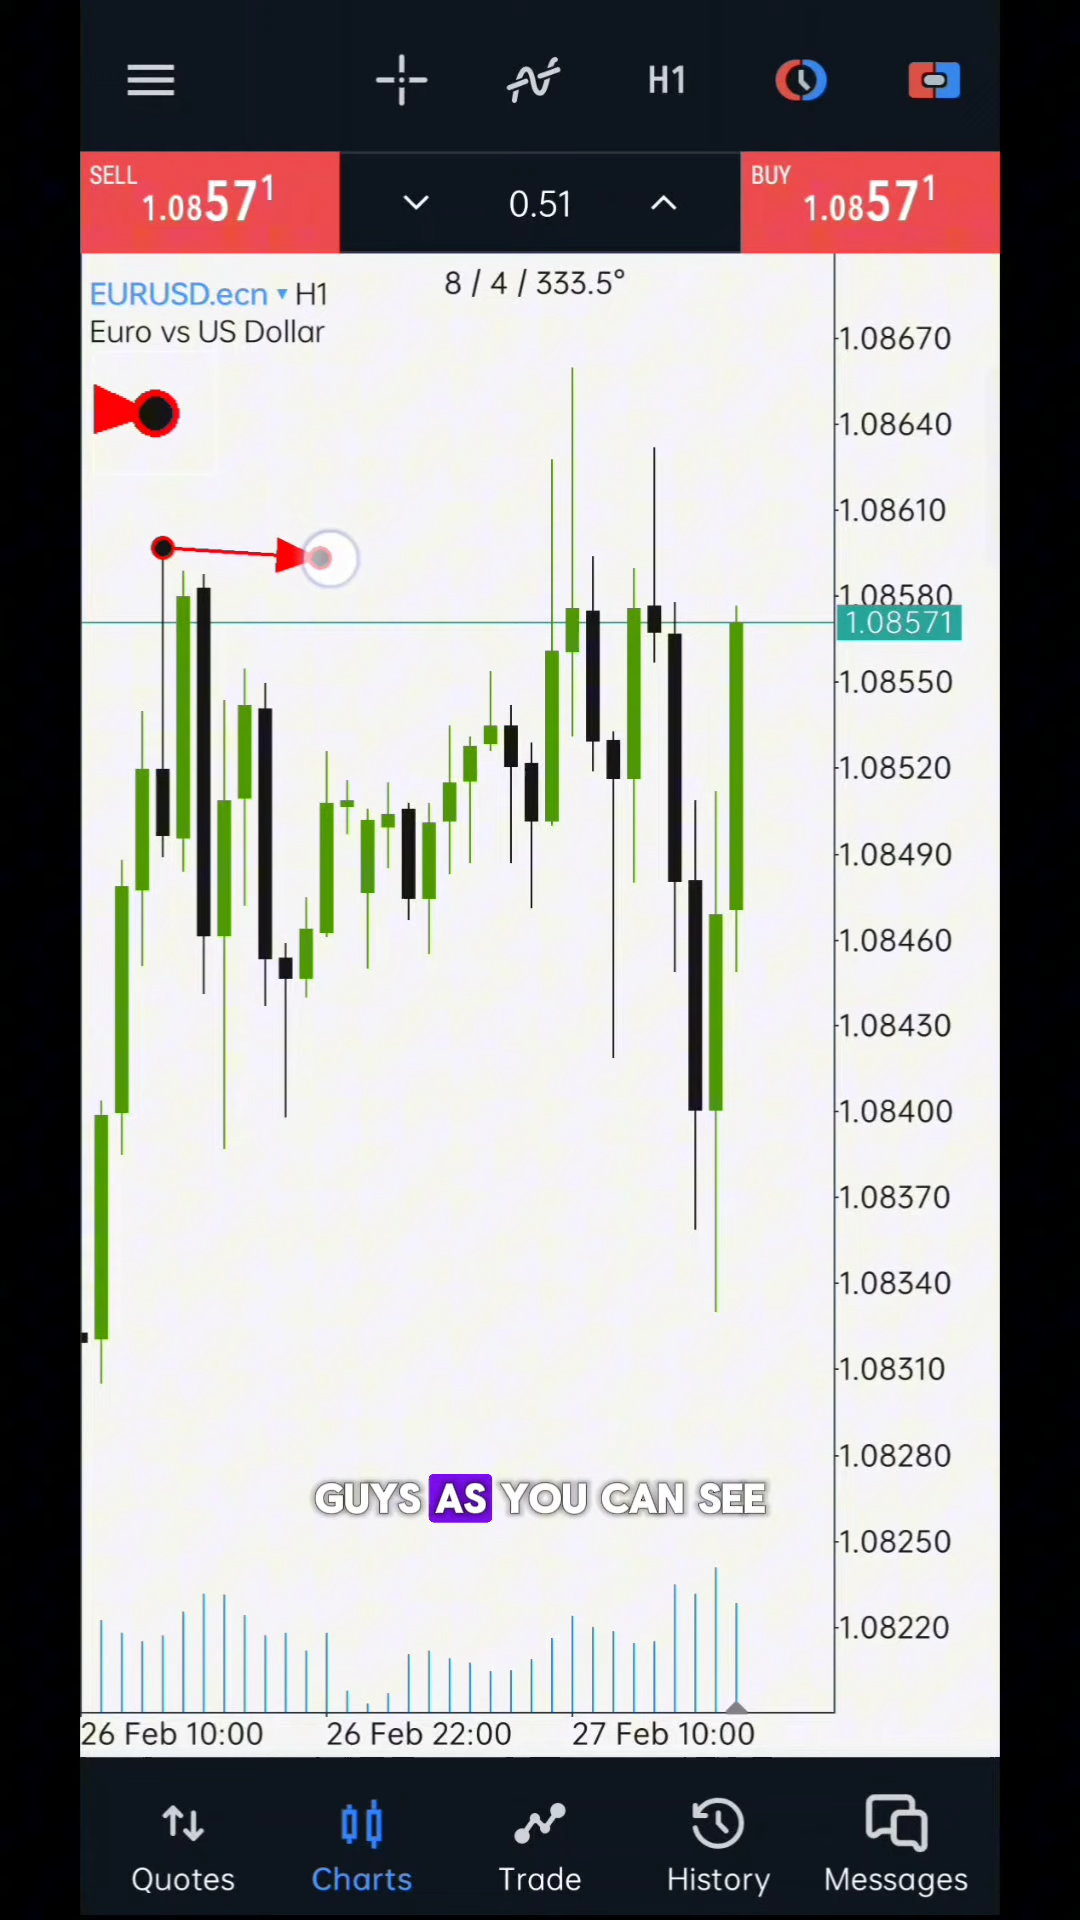 H1
SELL
1.08571
0.51
BUY
1.08571
EURUSD.ecn ▾ H1
8 / 4 / 333.5°
Euro vs US Dollar
1.08670
1.08640
1.08610
1.08580
1.08571
1.08550
1.08520
1.08490
1.08460
1.08430
1.08400
1.08370
1.08340
1.08310
1.08280
GUYS AS YOU CAN SEE
1.08250
1.08220
26 Feb 10:00 26 Feb 22:00 27 Feb 10:00
Quotes Charts Trade History Messages